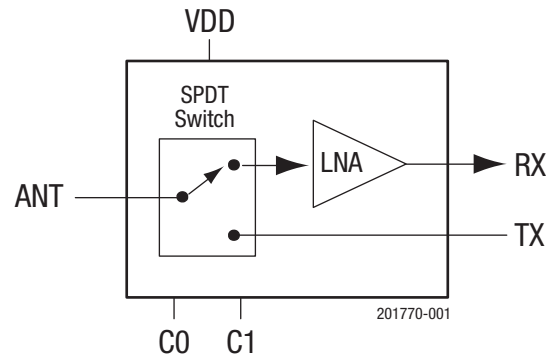 VDD
SPDT
Switch
LNA
RX
ANT
TX
201770-001
C0
C1